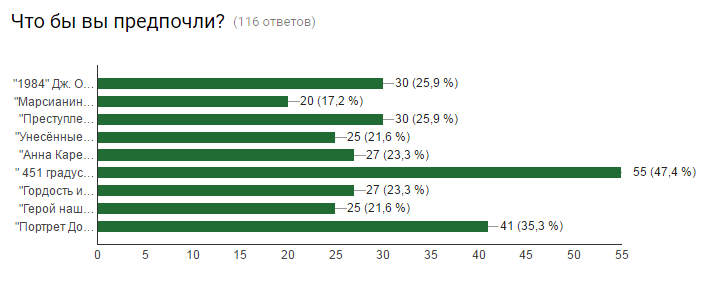 Что бы вы предпочли? (116 ответов)
"1984" Дж. О... 30 (25,9 %)
"Марсианин... 20 (17,2 %)
"Преступле... 30 (25,9 %)
"Унесённые... 25 (21,6 %)
"Анна Каре... 27 (23,3 %)
" 451 градус... 55 (47,4 %)
"Гордость и... 27 (23,3 %)
"Герой наш... 25 (21,6 %)
"Портрет До... 41 (35,3 %)
0 5 10 15 20 25 30 35 40 45 50 55